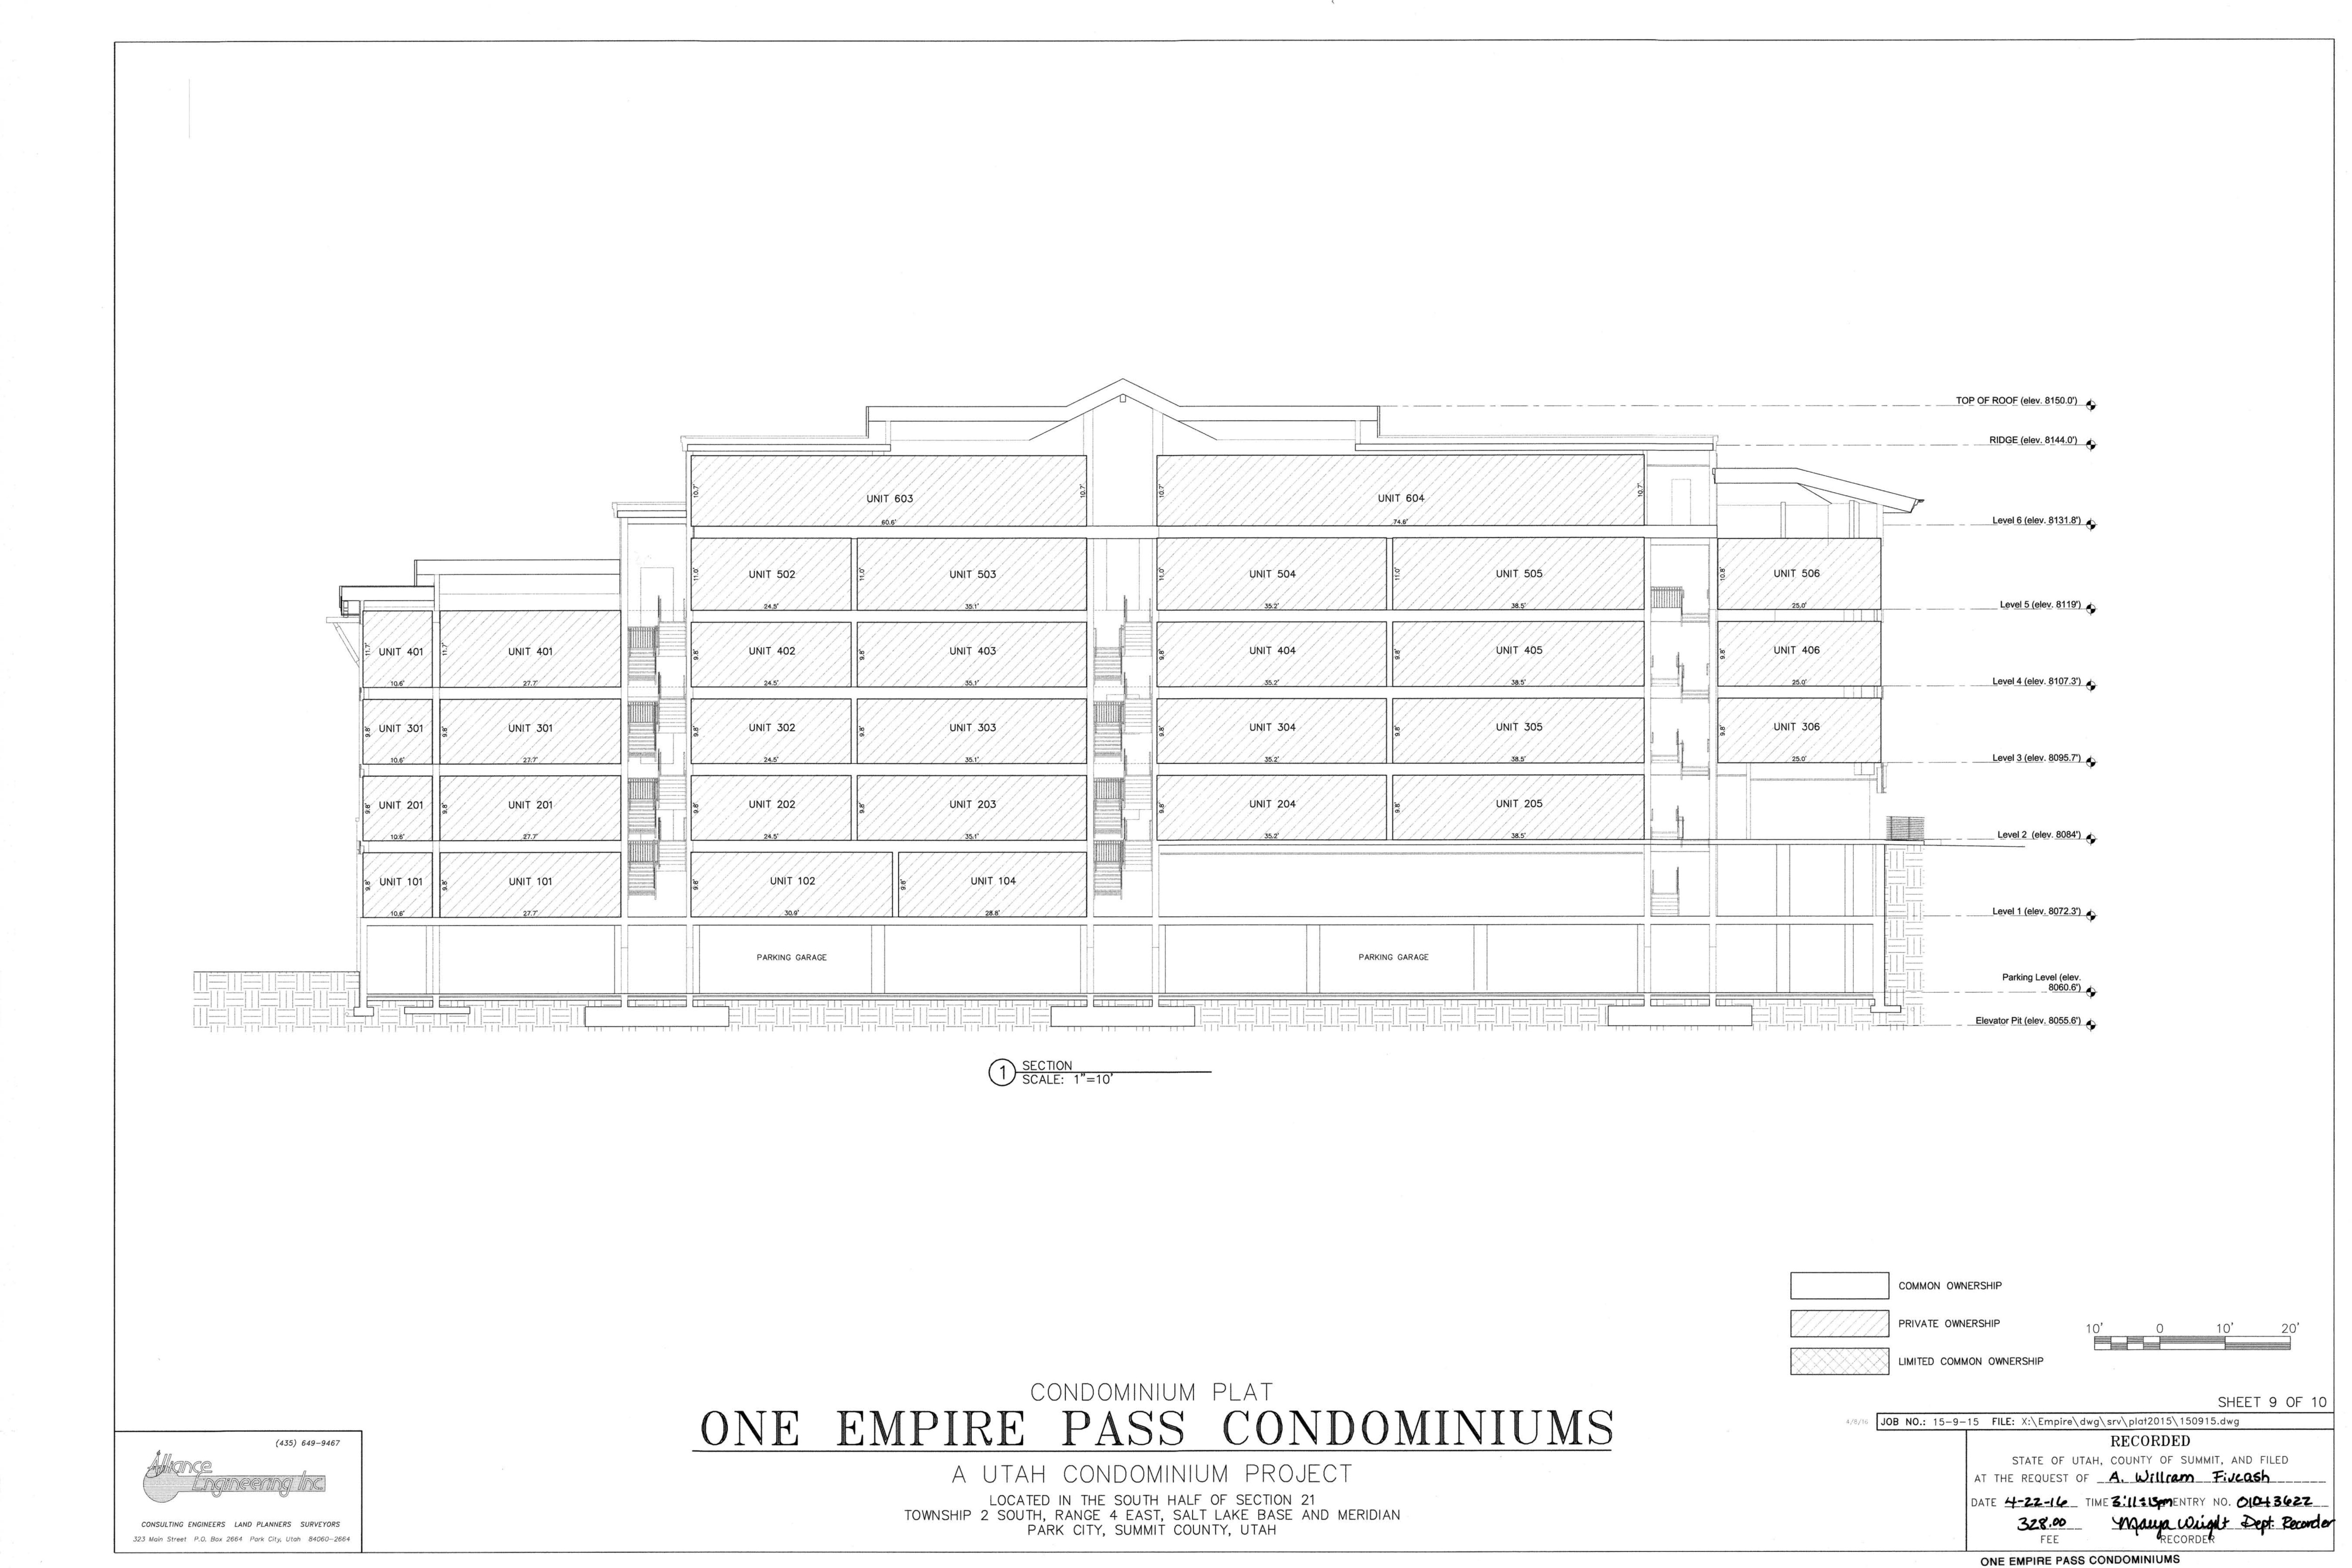 TOP OF ROOF (elev. 8150.0')
RIDGE (elev. 8144.0')
10.7'
UNIT 603
10.7'
10.7'
UNIT 604
10.7'
60.6'
74.6'
Level 6 (elev. 8131.8')
11.0'
UNIT 502
11.0'
UNIT 503
11.0'
UNIT 504
11.0'
UNIT 505
10.8'
UNIT 506
24.5'
35.1'
35.2'
38.5'
25.0'
Level 5 (elev. 8119')
11.7'
UNIT 401
11.7'
UNIT 401
9.8'
UNIT 402
9.8'
UNIT 403
9.8'
UNIT 404
9.8'
UNIT 405
9.8'
UNIT 406
10.6'
27.7'
24.5'
35.1'
35.2'
38.5'
25.0'
Level 4 (elev. 8107.3')
9.8'
UNIT 301
9.8'
UNIT 301
9.8'
UNIT 302
9.8'
UNIT 303
9.8'
UNIT 304
9.8'
UNIT 305
9.8'
UNIT 306
10.6'
27.7'
24.5'
35.1'
35.2'
38.5'
25.0'
Level 3 (elev. 8095.7')
9.8'
UNIT 201
9.8'
UNIT 201
9.8'
UNIT 202
9.8'
UNIT 203
9.8'
UNIT 204
9.8'
UNIT 205
10.6'
27.7'
24.5'
35.1'
35.2'
38.5'
Level 2 (elev. 8084')
9.8'
UNIT 101
9.8'
UNIT 101
9.8'
UNIT 102
9.8'
UNIT 104
10.6'
27.7'
30.9'
28.8'
Level 1 (elev. 8072.3')
PARKING GARAGE
PARKING GARAGE
Parking Level (elev.
8060.6')
Elevator Pit (elev. 8055.6')
1
SECTION
SCALE: 1"=10'
COMMON OWNERSHIP
PRIVATE OWNERSHIP
LIMITED COMMON OWNERSHIP
10' 0 10' 20'
CONDOMINIUM PLAT
ONE EMPIRE PASS CONDOMINIUMS
A UTAH CONDOMINIUM PROJECT
LOCATED IN THE SOUTH HALF OF SECTION 21
TOWNSHIP 2 SOUTH, RANGE 4 EAST, SALT LAKE BASE AND MERIDIAN
PARK CITY, SUMMIT COUNTY, UTAH
(435) 649-9467
Alliance
Engineering Inc.
CONSULTING ENGINEERS LAND PLANNERS SURVEYORS
323 Main Street P.O. Box 2664 Park City, Utah 84060-2664
SHEET 9 OF 10
4/8/16
JOB NO.: 15-9-15 FILE: X:\Empire\dwg\srv\plat2015\150915.dwg
RECORDED
STATE OF UTAH, COUNTY OF SUMMIT, AND FILED
AT THE REQUEST OF A. William Fivcash
DATE 4-22-16 TIME 3:11:15pm ENTRY NO. 01043622
328.00 Maya Wright Dept. Recorder
FEE RECORDER
ONE EMPIRE PASS CONDOMINIUMS